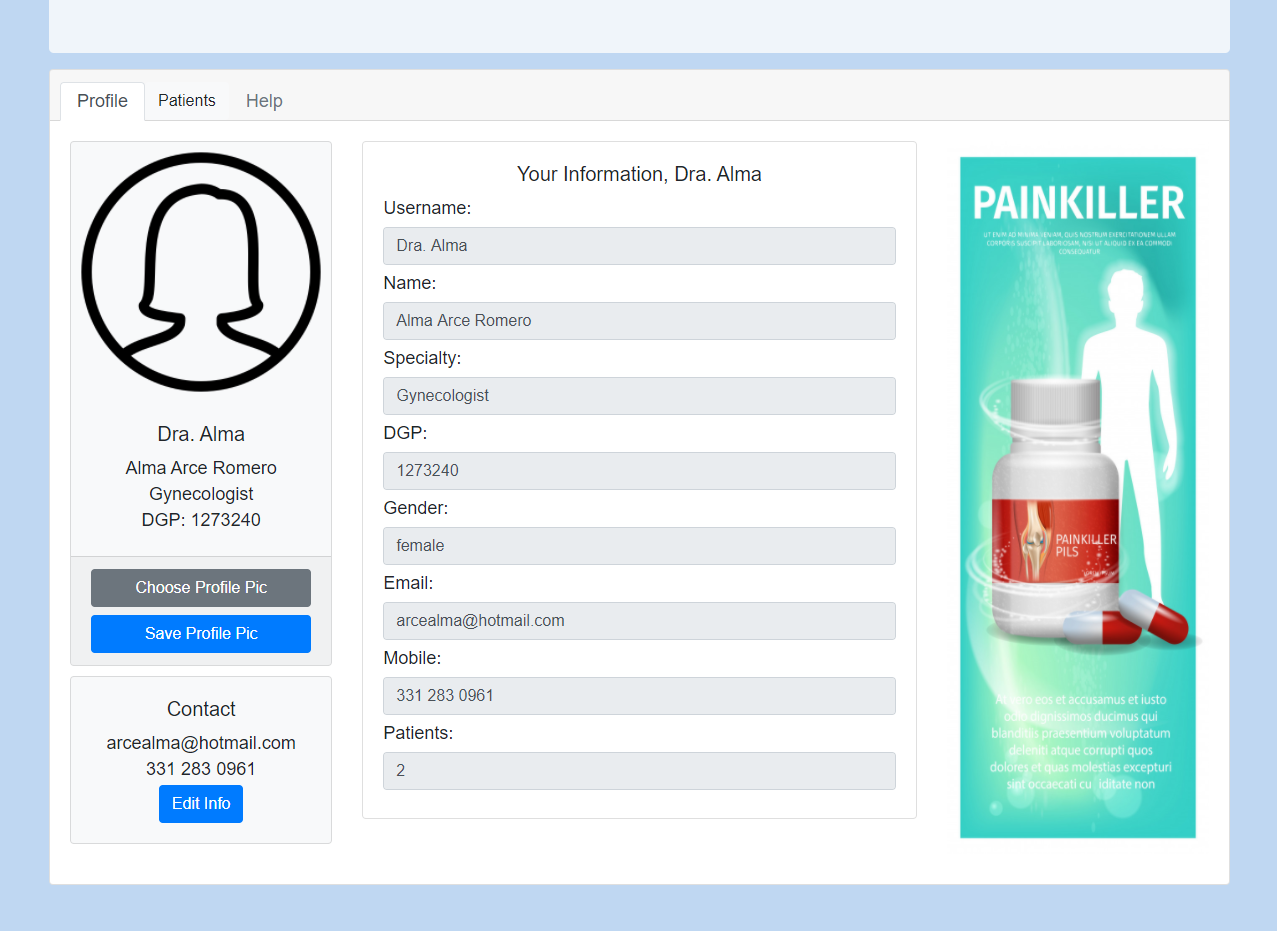 Profile
Patients
Help
Dra. Alma
Alma Arce Romero
Gynecologist
DGP: 1273240
Choose Profile Pic
Save Profile Pic
Contact
arcealma@hotmail.com
331 283 0961
Edit Info
Your Information, Dra. Alma
Username:
Dra. Alma
Name:
Alma Arce Romero
Specialty:
Gynecologist
DGP:
1273240
Gender:
female
Email:
arcealma@hotmail.com
Mobile:
331 283 0961
Patients:
2
PAINKILLER
UT ENIM AD MINIMA VENIAM, QUIS NOSTRUM EXERCITATIONEM ULLAM
CORPORIS SUSCIPIT LABORIOSAM, NISI UT ALIQUID EX EA COMMODI
CONSEQUATUR
PAINKILLER
PILS
At vero eos et accusamus et iusto
odio dignissimos ducimus qui
blanditiis praesentium voluptatum
deleniti atque corrupti quos
dolores et quas molestias excepturi
sint occaecati cu iditate non